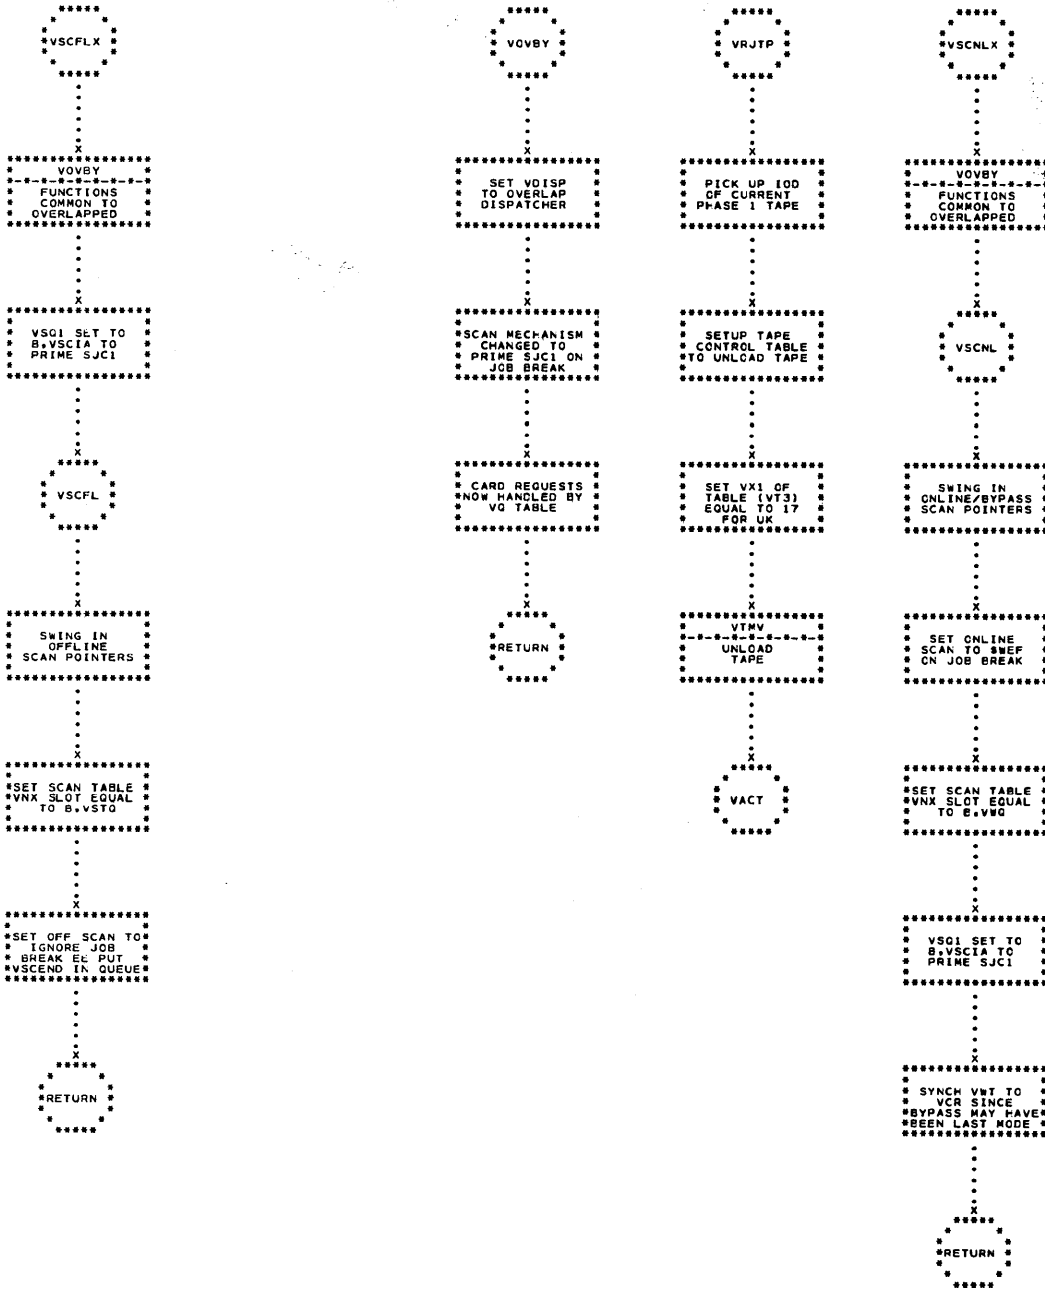 VSCFLX
VOVBY
FUNCTIONS
COMMON TO
OVERLAPPED
VSQ1 SET TO
B.VSCIA TO
PRIME SJC1
VSCFL
SWING IN
OFFLINE
SCAN POINTERS
SET SCAN TABLE
VNX SLOT EQUAL
TO B.VSTQ
SET OFF SCAN TO
IGNORE JOB
BREAK EE PUT
VSCEND IN QUEUE
RETURN
VOVBY
SET VDISP
TO OVERLAP
DISPATCHER
SCAN MECHANISM
CHANGED TO
PRIME SJC1 ON
JOB BREAK
CARD REQUESTS
NOW HANDLED BY
VQ TABLE
RETURN
VRJTP
PICK UP IOD
OF CURRENT
PHASE 1 TAPE
SETUP TAPE
CONTROL TABLE
TO UNLOAD TAPE
SET VX1 OF
TABLE (VT3)
EQUAL TO 17
FOR UK
VTMV
UNLOAD
TAPE
VACT
VSCNLX
VOVBY
FUNCTIONS
COMMON TO
OVERLAPPED
VSCNL
SWING IN
ONLINE/BYPASS
SCAN POINTERS
SET ONLINE
SCAN TO SWEF
ON JOB BREAK
SET SCAN TABLE
VNX SLOT EQUAL
TO B.VWQ
VSQ1 SET TO
B.VSCIA TO
PRIME SJC1
SYNCH VWT TO
VCR SINCE
BYPASS MAY HAVE
BEEN LAST MODE
RETURN